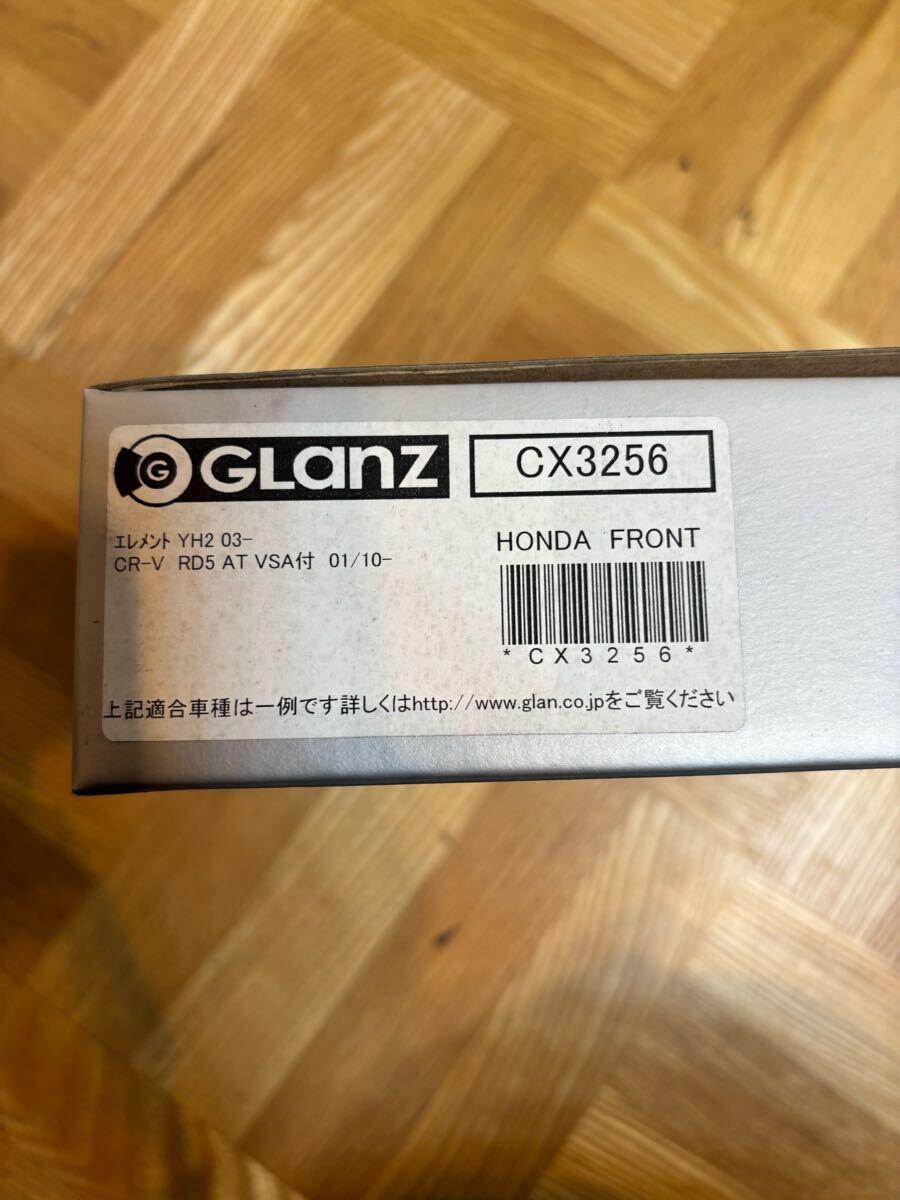 G GLanz
CX3256
エレメント YH2 03-
CR-V RD5 AT VSA付 01/10-
HONDA FRONT
*CX3256*
上記適合車種は一例です詳しくはhttp://www.glan.co.jpをご覧ください